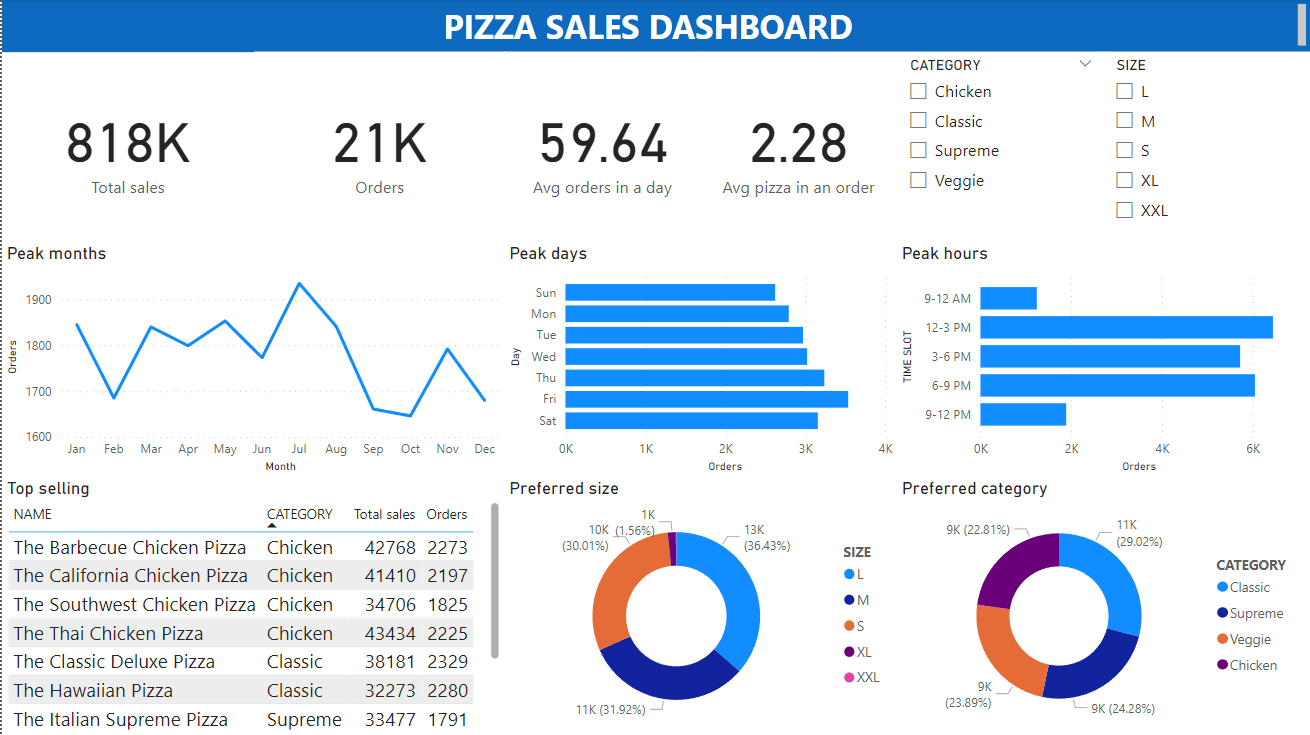 PIZZA SALES DASHBOARD
818K
Total sales
21K
Orders
59.64
Avg orders in a day
2.28
Avg pizza in an order
CATEGORY
Chicken
Classic
Supreme
Veggie
SIZE
L
M
S
XL
XXL
Peak months
Orders
1900
1800
1700
1600
Jan Feb Mar Apr May Jun Jul Aug Sep Oct Nov Dec
Month
Peak days
Day
Sun
Mon
Tue
Wed
Thu
Fri
Sat
0K 1K 2K 3K 4K
Orders
Peak hours
TIME SLOT
9-12 AM
12-3 PM
3-6 PM
6-9 PM
9-12 PM
0K 2K 4K 6K
Orders
Top selling
NAME CATEGORY Total sales Orders
The Barbecue Chicken Pizza Chicken 42768 2273
The California Chicken Pizza Chicken 41410 2197
The Southwest Chicken Pizza Chicken 34706 1825
The Thai Chicken Pizza Chicken 43434 2225
The Classic Deluxe Pizza Classic 38181 2329
The Hawaiian Pizza Classic 32273 2280
The Italian Supreme Pizza Supreme 33477 1791
Preferred size
1K
(1.56%)
10K
(30.01%)
13K
(36.43%)
11K (31.92%)
SIZE
L
M
S
XL
XXL
Preferred category
9K (22.81%)
11K
(29.02%)
9K
(23.89%)
9K (24.28%)
CATEGORY
Classic
Supreme
Veggie
Chicken